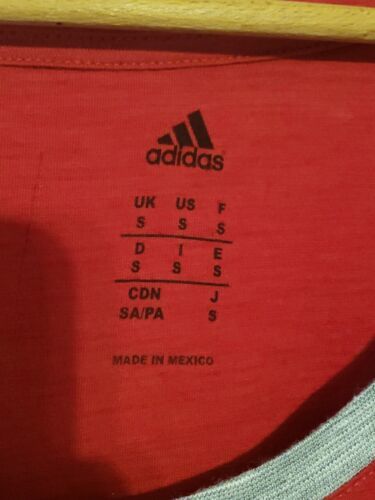 adidas
UK US F
S S S
D I E
S S S
CDN J
SA/PA S
MADE IN MEXICO